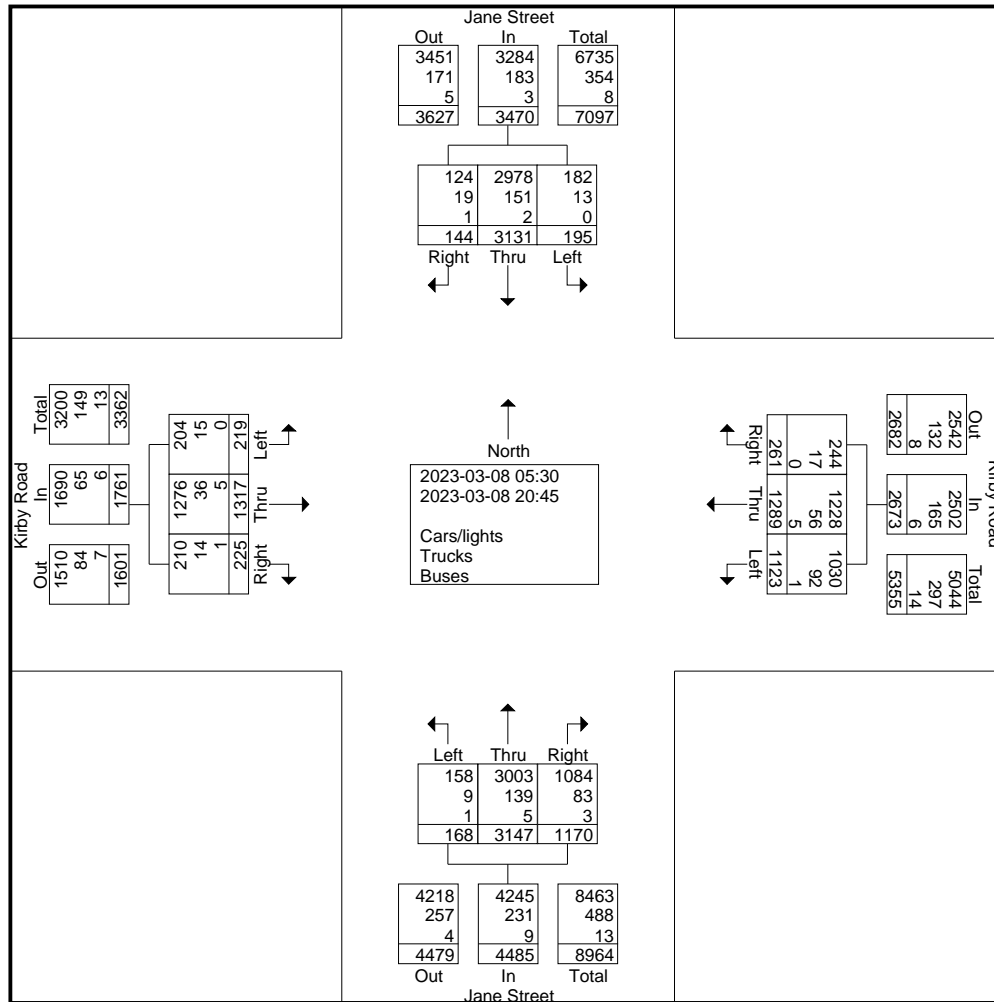 Jane Street
Out In Total
3451 3284 6735
171 183 354
5 3 8
3627 3470 7097
124 2978 182
19 151 13
1 2 0
144 3131 195
Right Thru Left
Total
3200
149
13
3362
Kirby Road
In
1690
65
6
1761
Out
1510
84
7
1601
204
15
0
219
Left
1276
36
5
1317
Thru
210
14
1
225
Right
North
2023-03-08 05:30
2023-03-08 20:45
Cars/lights
Trucks
Buses
Right
244
17
0
261
Thru
1228
56
5
1289
Left
1030
92
1
1123
Out
2542
132
8
2682
Kirby Road
In
2502
165
6
2673
Total
5044
297
14
5355
Left Thru Right
158 3003 1084
9 139 83
1 5 3
168 3147 1170
4218 4245 8463
257 231 488
4 9 13
4479 4485 8964
Out In Total
Jane Street